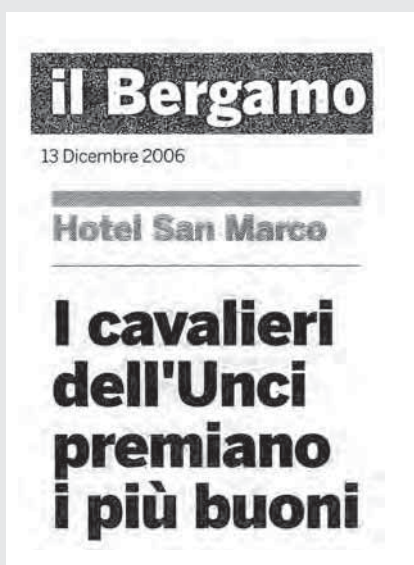 il Bergamo
13 Dicembre 2006
Hotel San Marco
I cavalieri
dell'Unci
premiano
i più buoni